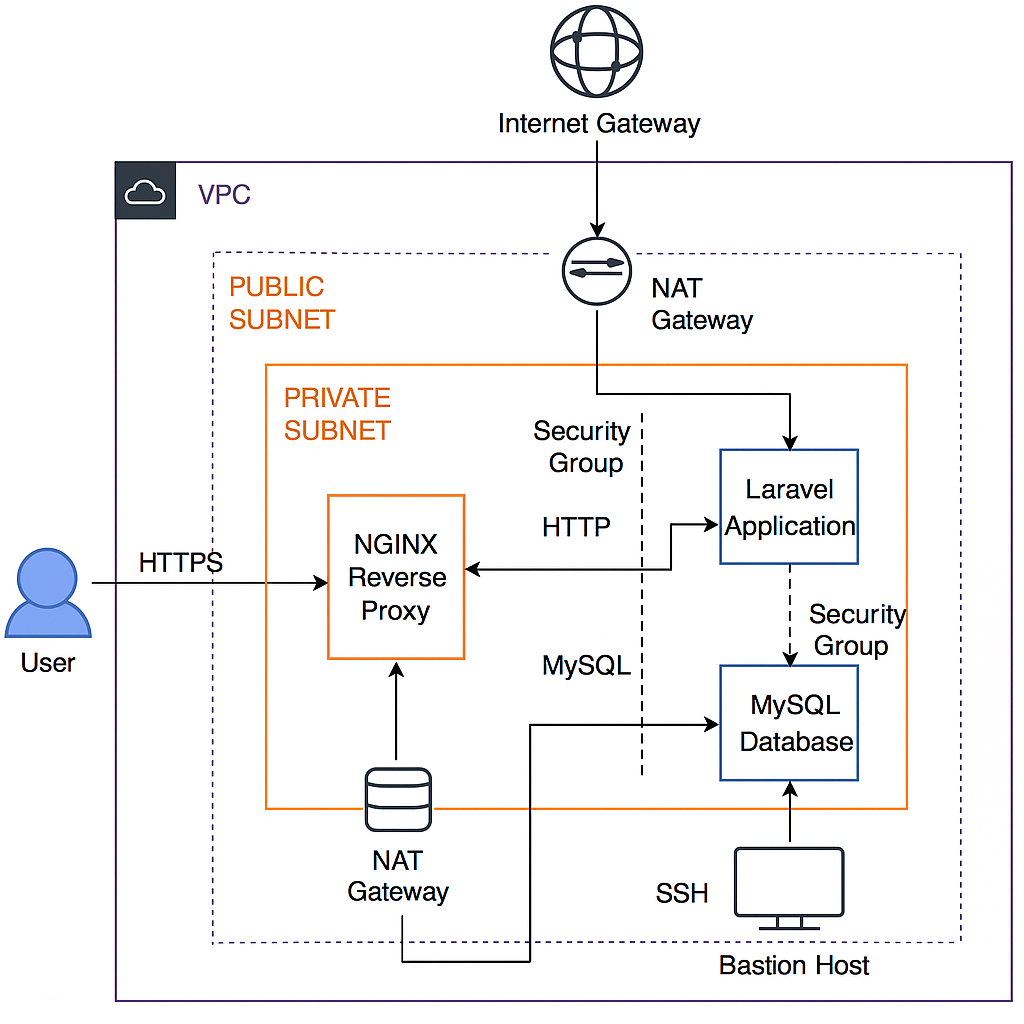 Internet Gateway
VPC
PUBLIC
SUBNET
NAT
Gateway
PRIVATE
SUBNET
Security
Group
Laravel
Application
HTTP
NGINX
Reverse
Proxy
HTTPS
User
Security
Group
MySQL
MySQL
Database
NAT
Gateway
SSH
Bastion Host